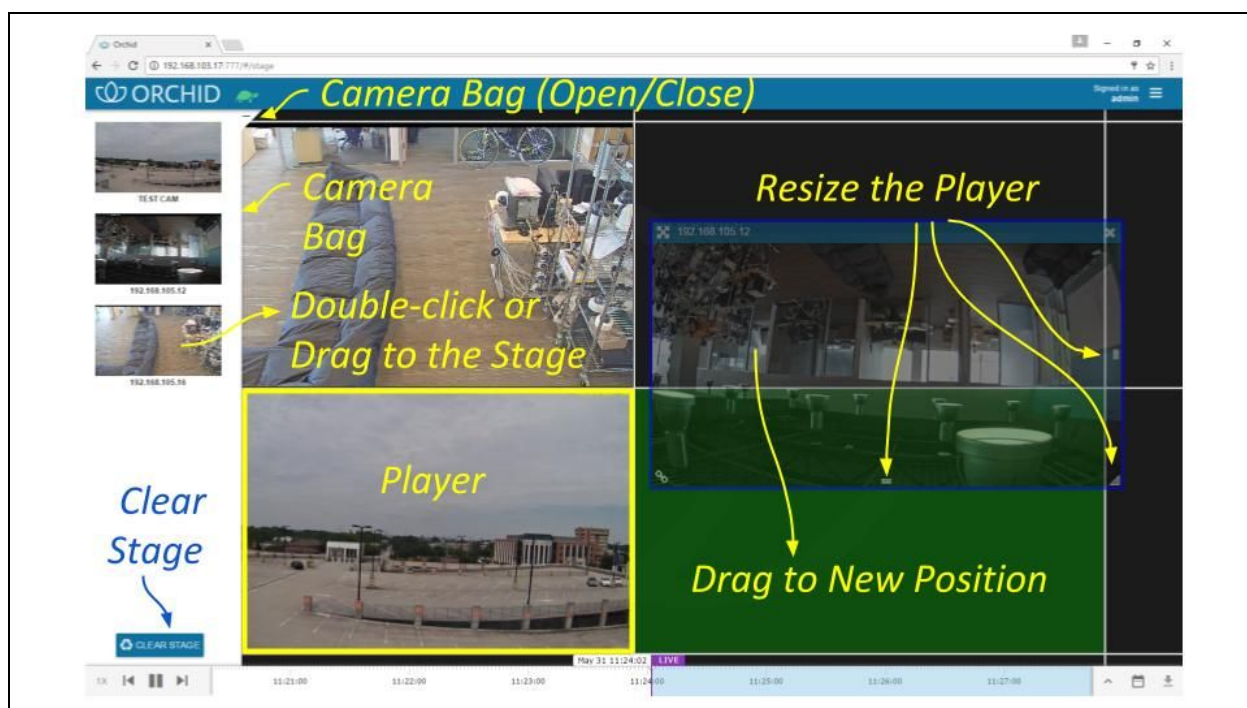 Orchid
192.168.103.17:777/#/stage
ORCHID
Camera Bag (Open/Close)
Signed in as
admin
TEST CAM
192.168.105.12
192.168.105.16
Camera
Bag
Double-click or
Drag to the Stage
Resize the Player
192.168.105.12
Player
Drag to New Position
Clear
Stage
CLEAR STAGE
May 31 11:24:02 LIVE
1X 11:21:00 11:22:00 11:23:00 11:24:00 11:25:00 11:26:00 11:27:00